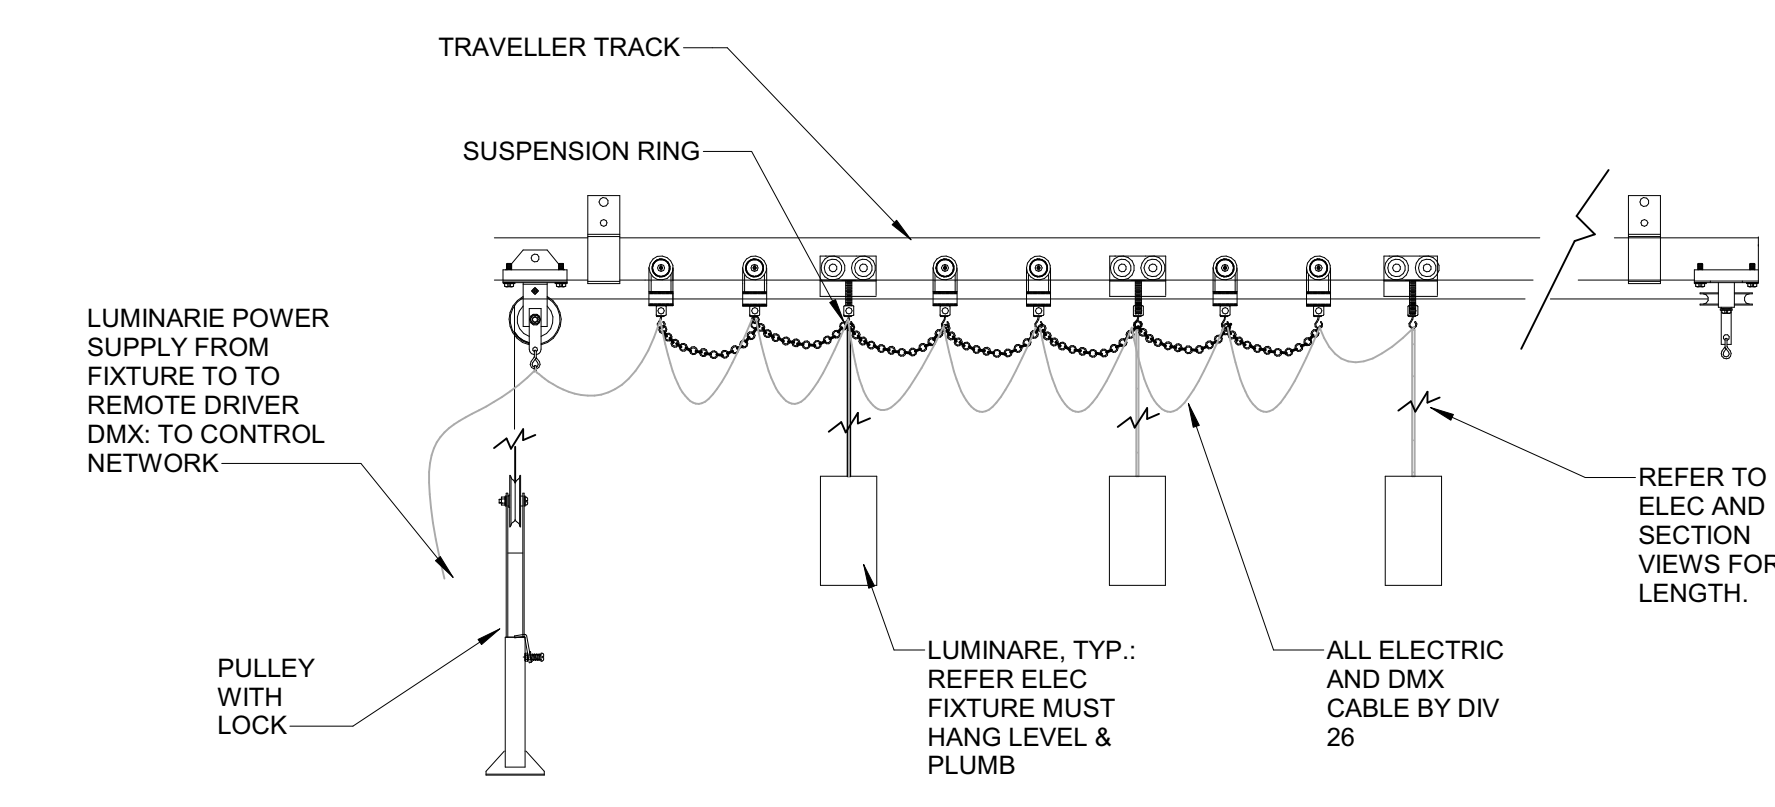 TRAVELLER TRACK
SUSPENSION RING
LUMINARIE POWER
SUPPLY FROM
FIXTURE TO TO
REMOTE DRIVER
DMX: TO CONTROL
NETWORK
PULLEY
WITH
LOCK
LUMINARE, TYP.:
REFER ELEC
FIXTURE MUST
HANG LEVEL &
PLUMB
ALL ELECTRIC
AND DMX
CABLE BY DIV
26
REFER TO
ELEC AND
SECTION
VIEWS FOR
LENGTH.